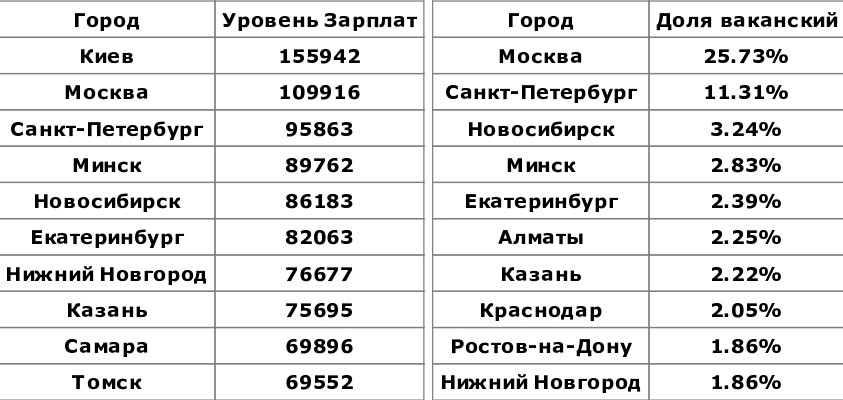 Город Уровень Зарплат Город Доля ваканский
Киев 155942 Москва 25.73%
Москва 109916 Санкт-Петербург 11.31%
Санкт-Петербург 95863 Новосибирск 3.24%
Минск 89762 Минск 2.83%
Новосибирск 86183 Екатеринбург 2.39%
Екатеринбург 82063 Алматы 2.25%
Нижний Новгород 76677 Казань 2.22%
Казань 75695 Краснодар 2.05%
Самара 69896 Ростов-на-Дону 1.86%
Томск 69552 Нижний Новгород 1.86%